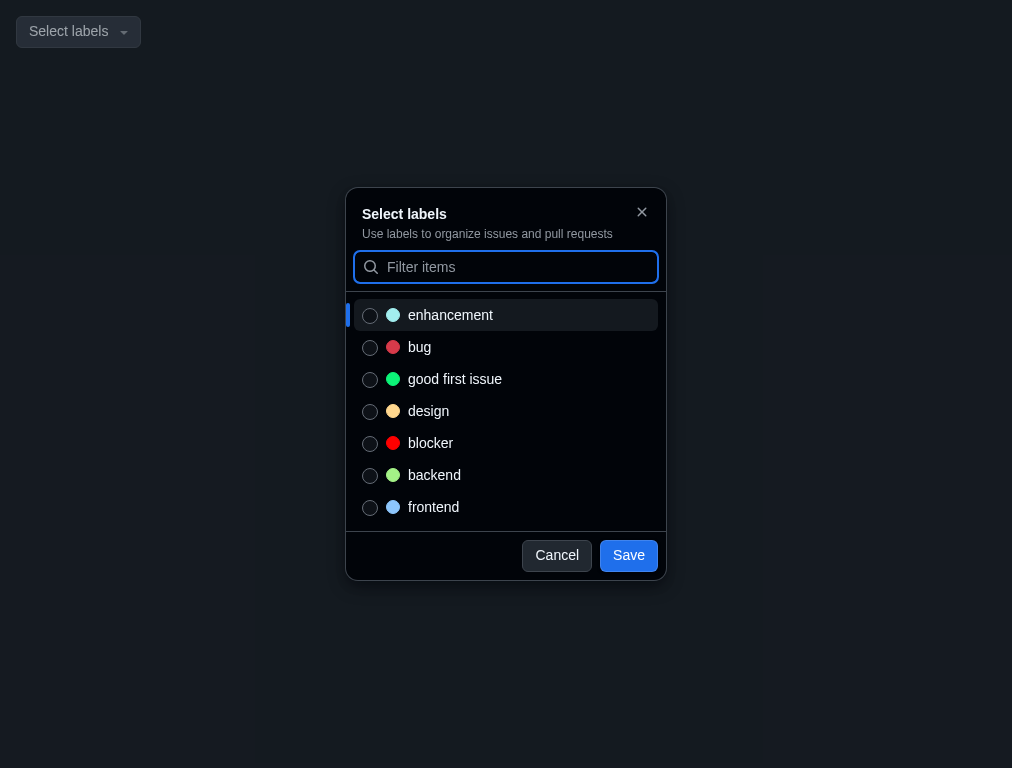 Select labels
Select labels
Use labels to organize issues and pull requests
Filter items
enhancement
bug
good first issue
design
blocker
backend
frontend
Cancel Save